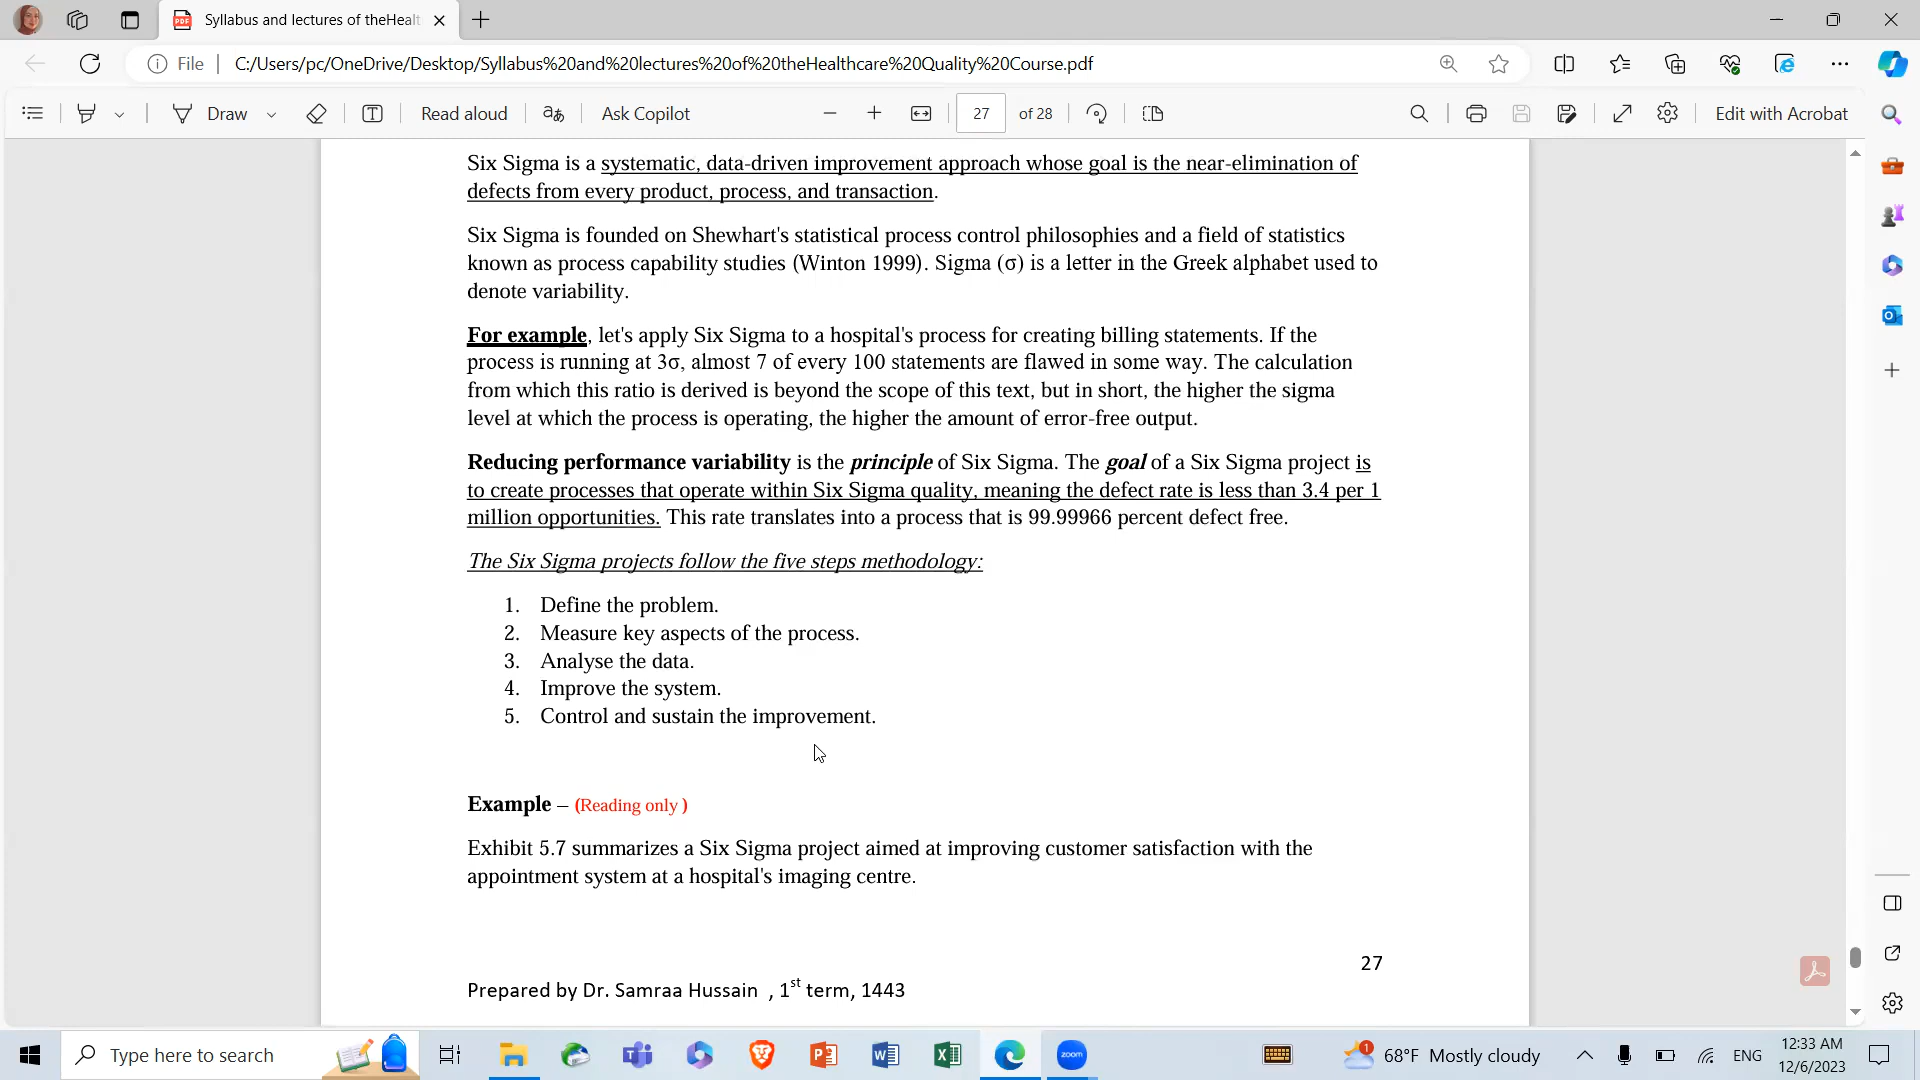 Syllabus and lectures of theHealt
File
C:/Users/pc/OneDrive/Desktop/Syllabus%20and%20lectures%20of%20theHealthcare%20Quality%20Course.pdf
Draw
Read aloud
Ask Copilot
27
of 28
Edit with Acrobat
Six Sigma is a systematic, data-driven improvement approach whose goal is the near-elimination of
defects from every product, process, and transaction.
Six Sigma is founded on Shewhart's statistical process control philosophies and a field of statistics
known as process capability studies (Winton 1999). Sigma (σ) is a letter in the Greek alphabet used to
denote variability.
For example, let's apply Six Sigma to a hospital's process for creating billing statements. If the
process is running at 3σ, almost 7 of every 100 statements are flawed in some way. The calculation
from which this ratio is derived is beyond the scope of this text, but in short, the higher the sigma
level at which the process is operating, the higher the amount of error-free output.
Reducing performance variability is the principle of Six Sigma. The goal of a Six Sigma project is
to create processes that operate within Six Sigma quality, meaning the defect rate is less than 3.4 per 1
million opportunities. This rate translates into a process that is 99.99966 percent defect free.
The Six Sigma projects follow the five steps methodology:
1. Define the problem.
2. Measure key aspects of the process.
3. Analyse the data.
4. Improve the system.
5. Control and sustain the improvement.
Example – (Reading only )
Exhibit 5.7 summarizes a Six Sigma project aimed at improving customer satisfaction with the
appointment system at a hospital's imaging centre.
27
Prepared by Dr. Samraa Hussain , 1st term, 1443
Type here to search
zoom
1
68°F Mostly cloudy
ENG
12:33 AM
12/6/2023